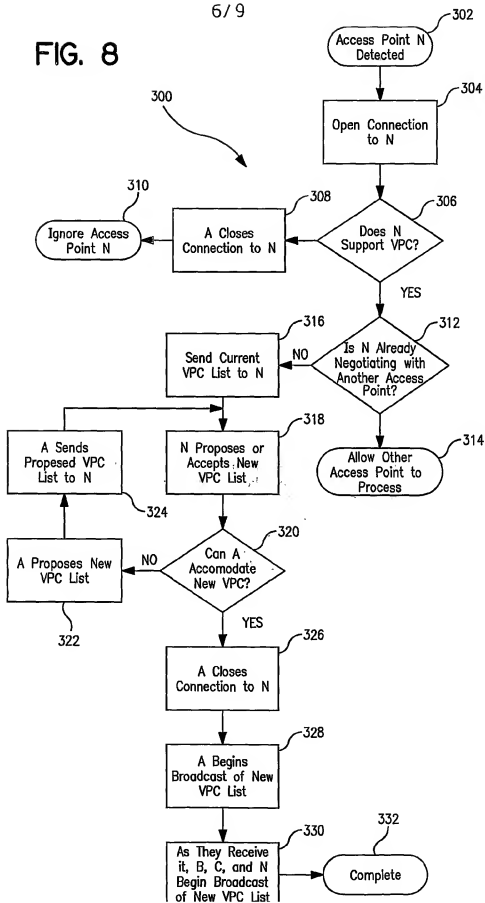 6/9
FIG. 8
302
Access Point N
Detected
304
Open Connection
to N
300
306
Does N
Support VPC?
308
A Closes
Connection to N
310
Ignore Access
Point N
YES
312
Is N Already
Negotiating with
Another Access
Point?
NO
316
Send Current
VPC List to N
314
Allow Other
Access Point to
Process
318
N Proposes or
Accepts New
VPC List
A Sends
Propesed VPC
List to N
324
320
Can A
Accomodate
New VPC?
NO
A Proposes New
VPC List
322
YES
326
A Closes
Connection to N
328
A Begins
Broadcast of New
VPC List
330
As They Receive
it, B, C, and N
Begin Broadcast
of New VPC List
332
Complete